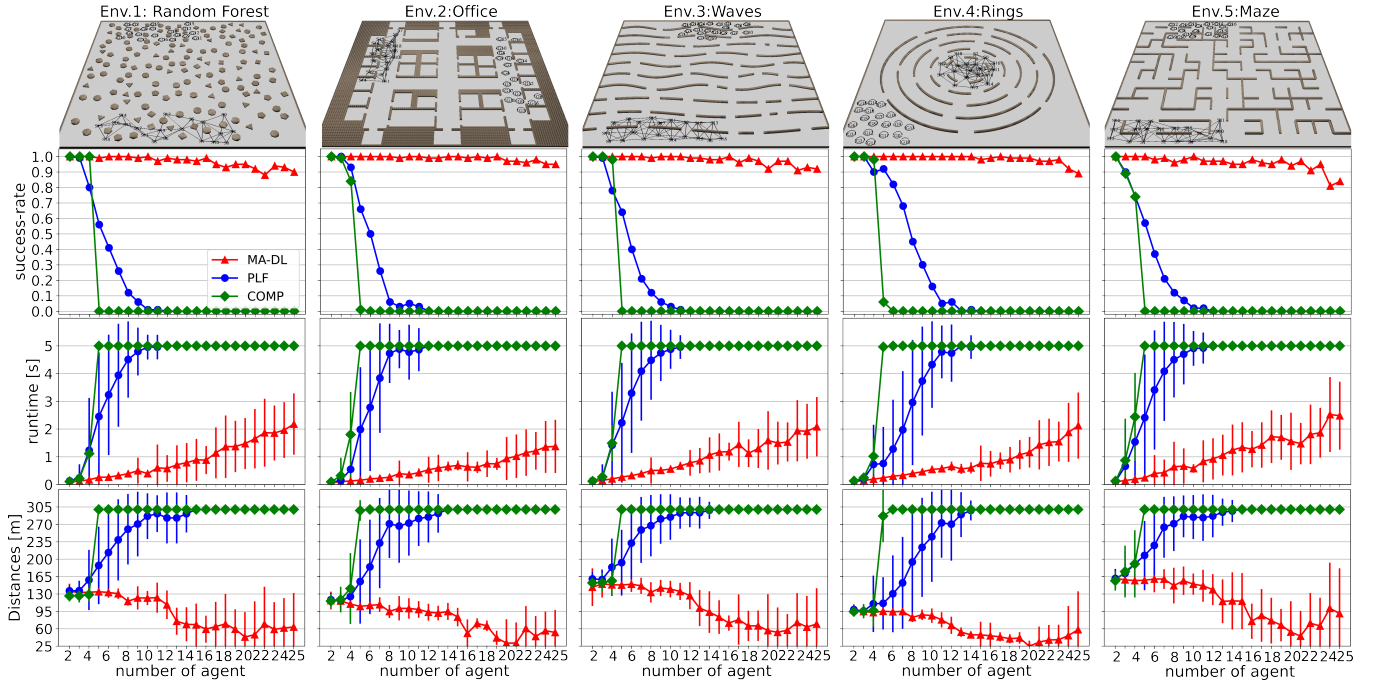 Env.1: Random Forest
Env.2:Office
Env.3:Waves
Env.4:Rings
Env.5:Maze
success-rate
1.0
0.9
0.8
0.7
0.6
0.5
0.4
0.3
0.2
0.1
0.0
MA-DL
PLF
COMP
runtime [s]
5
4
3
2
1
0
Distances [m]
305
270
235
200
165
130
95
60
25
2 4 6 8 10 12 14 16 18 20 22 24 25
2 4 6 8 10 12 14 16 18 20 22 24 25
2 4 6 8 10 12 14 16 18 20 22 24 25
2 4 6 8 10 12 14 16 18 20 22 24 25
2 4 6 8 10 12 14 16 18 20 22 24 25
number of agent
number of agent
number of agent
number of agent
number of agent